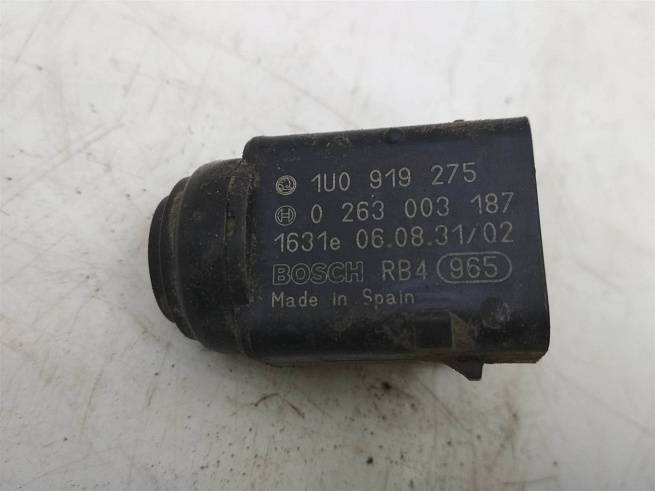 1U0 919 275
0 263 003 187
1631e 06.08.31/02
BOSCH RB4 965
Made in Spain